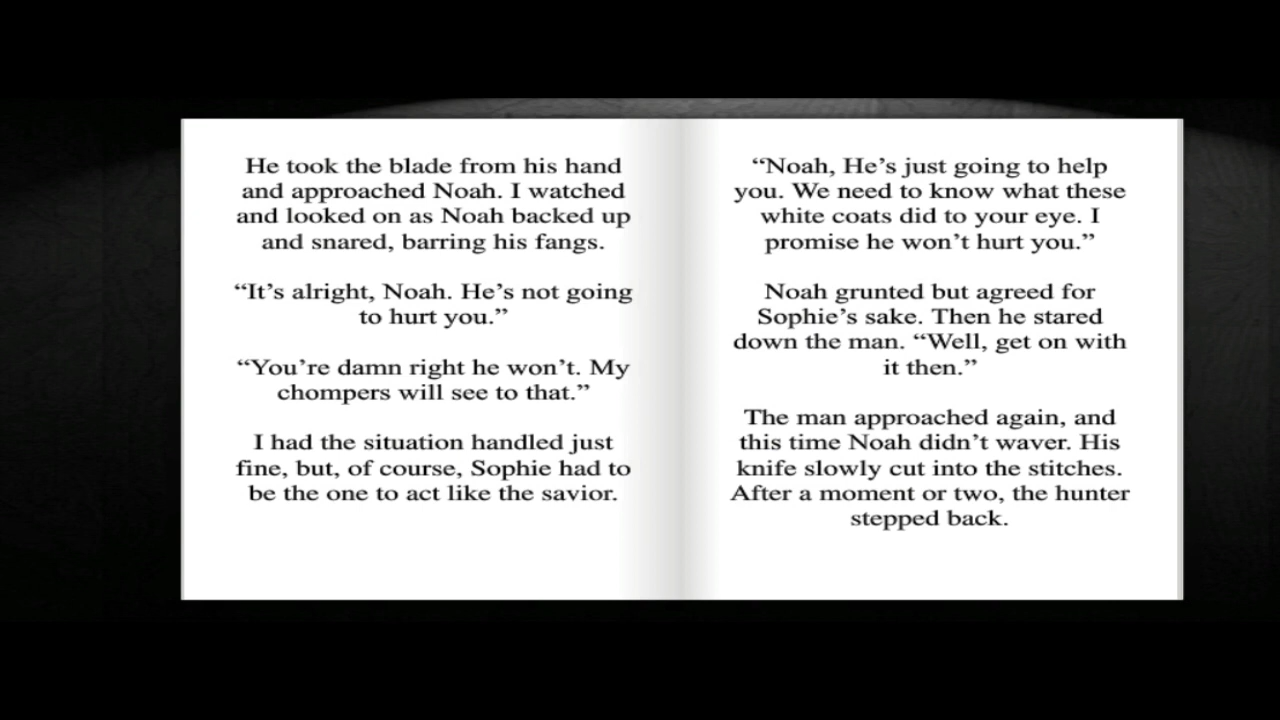 He took the blade from his hand
and approached Noah. I watched
and looked on as Noah backed up
and snared, barring his fangs.
“It’s alright, Noah. He’s not going
to hurt you.”
“You’re damn right he won’t. My
chompers will see to that.”
I had the situation handled just
fine, but, of course, Sophie had to
be the one to act like the savior.
“Noah, He’s just going to help
you. We need to know what these
white coats did to your eye. I
promise he won’t hurt you.”
Noah grunted but agreed for
Sophie’s sake. Then he stared
down the man. “Well, get on with
it then.”
The man approached again, and
this time Noah didn’t waver. His
knife slowly cut into the stitches.
After a moment or two, the hunter
stepped back.